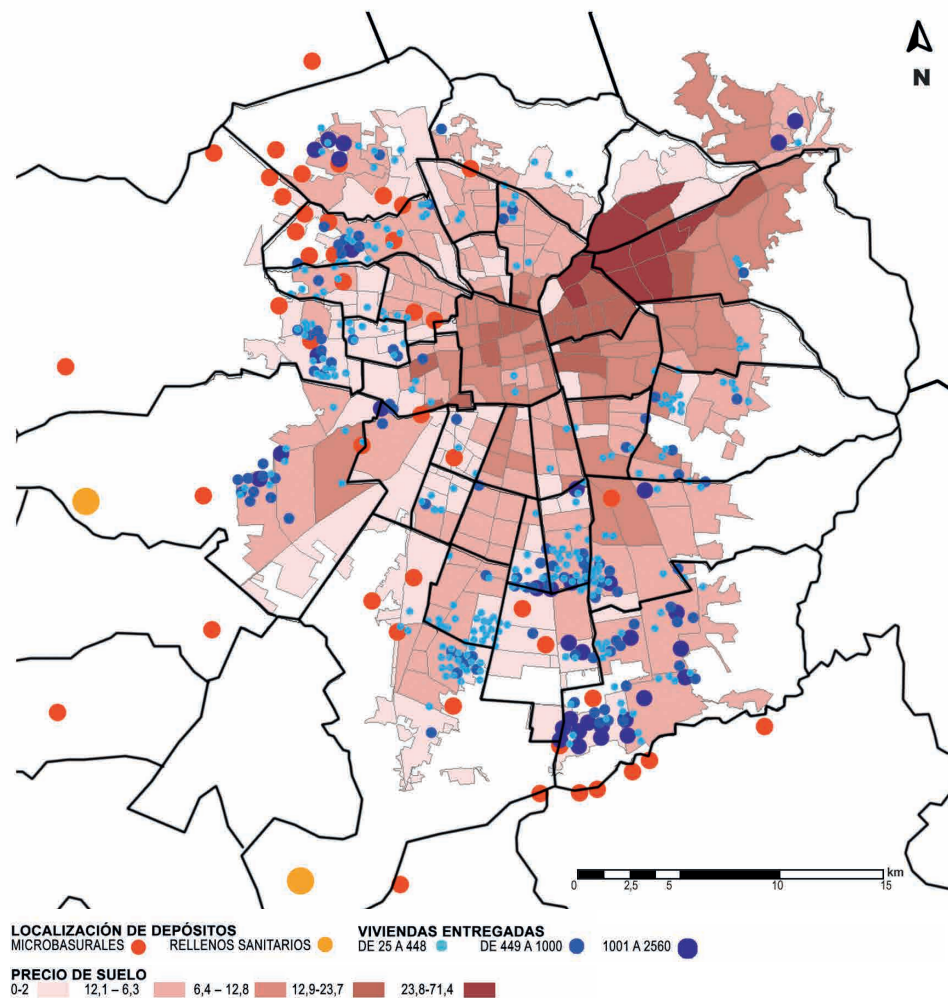 N
km
0 2,5 5 10 15
LOCALIZACIÓN DE DEPÓSITOS
MICROBASURALES RELLENOS SANITARIOS
VIVIENDAS ENTREGADAS
DE 25 A 448 DE 449 A 1000 1001 A 2560
PRECIO DE SUELO
0-2 12,1 – 6,3 6,4 – 12,8 12,9-23,7 23,8-71,4